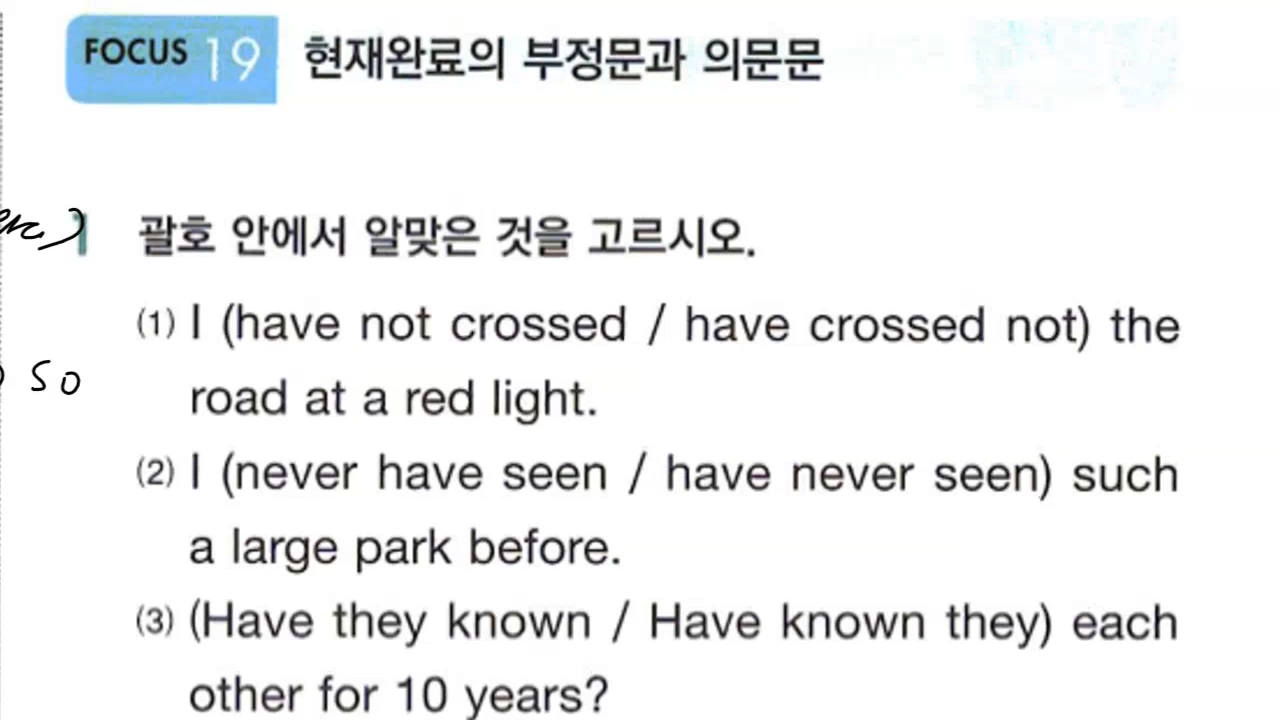 FOCUS 19 현재완료의 부정문과 의문문
1 괄호 안에서 알맞은 것을 고르시오.
(1) I (have not crossed / have crossed not) the
so
road at a red light.
(2) I (never have seen / have never seen) such
a large park before.
(3) (Have they known / Have known they) each
other for 10 years?